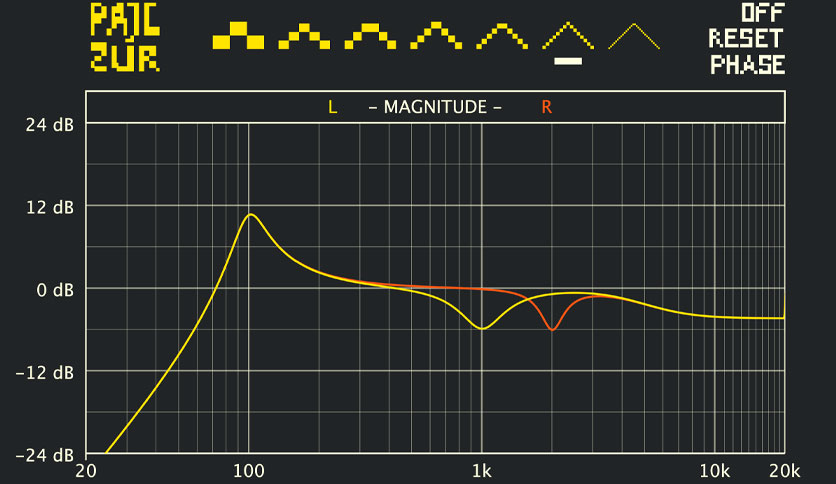 PAJC
ZUR
OFF
RESET
PHASE
L – MAGNITUDE – R
24 dB
12 dB
0 dB
-12 dB
-24 dB
20 100 1k 10k 20k